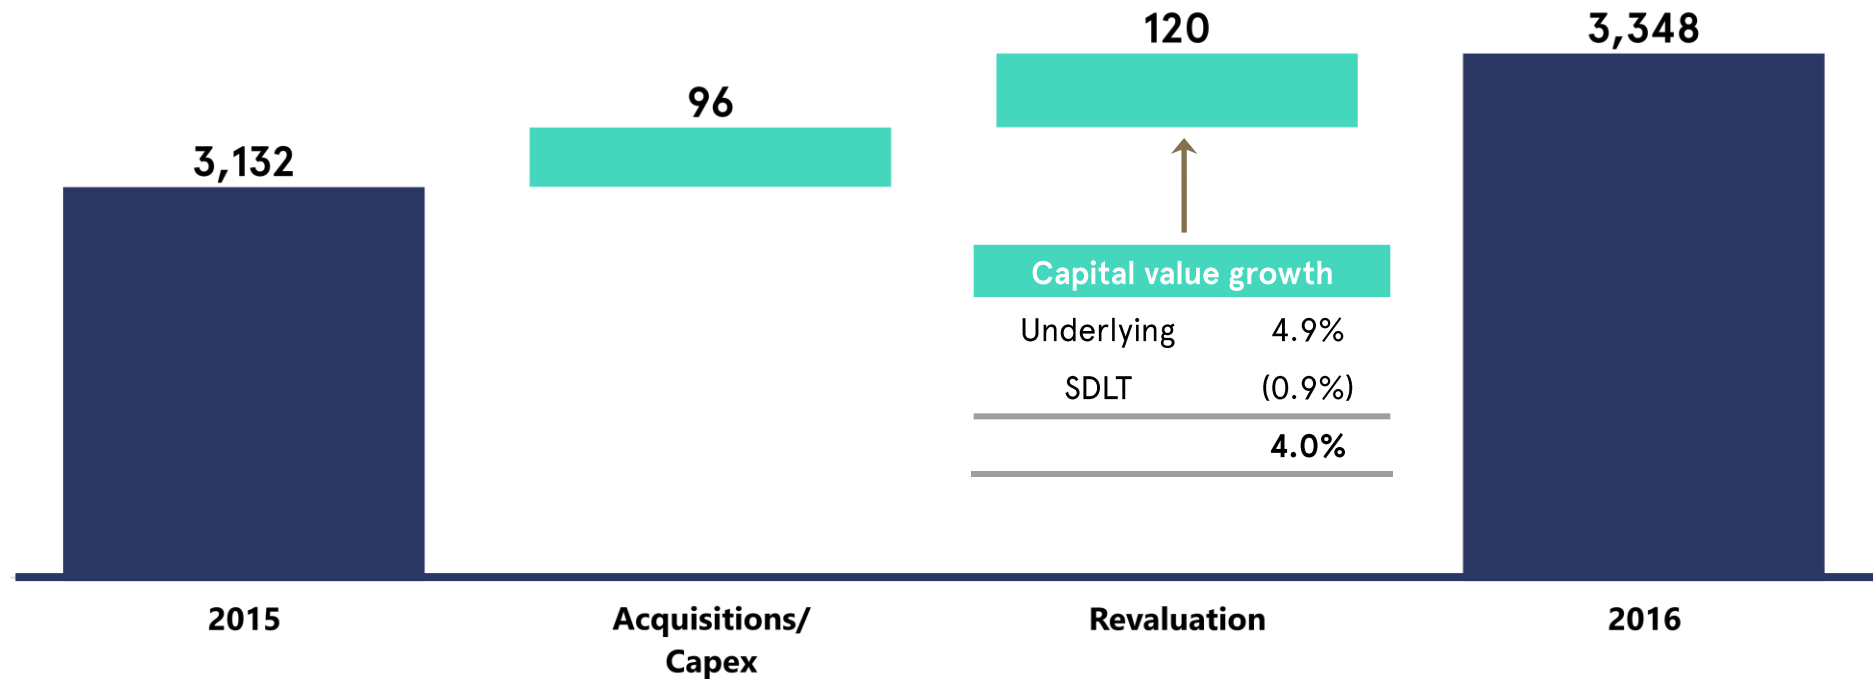 3,132
96
120
3,348
Capital value growth
Underlying 4.9%
SDLT (0.9%)
4.0%
2015
Acquisitions/
Capex
Revaluation
2016